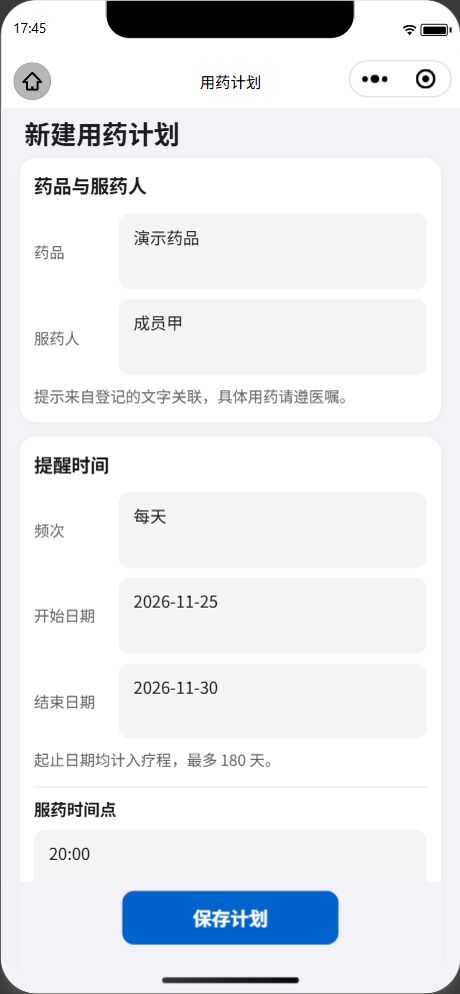 17:45
用药计划
新建用药计划
药品与服药人
药品
演示药品
服药人
成员甲
提示来自登记的文字关联，具体用药请遵医嘱。
提醒时间
频次
每天
开始日期
2026-11-25
结束日期
2026-11-30
起止日期均计入疗程，最多 180 天。
服药时间点
20:00
保存计划